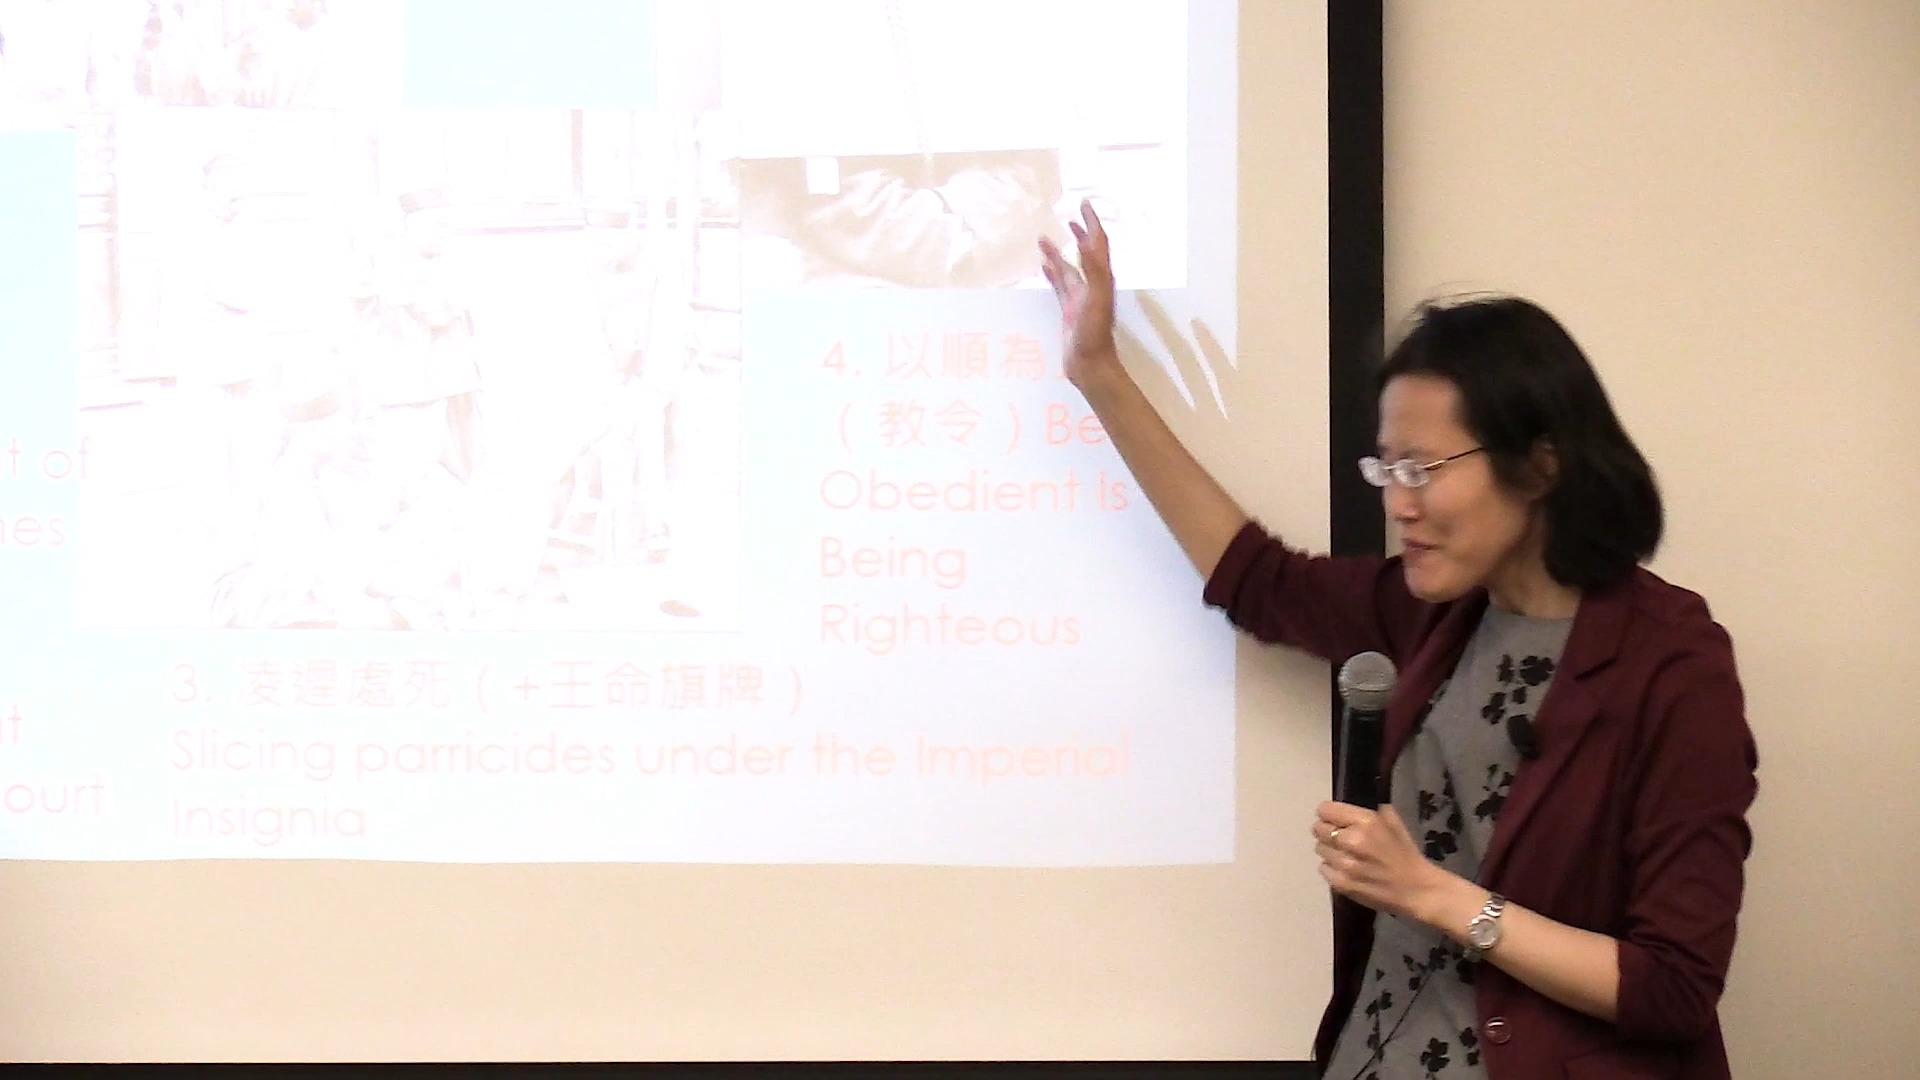 t of
nes
at
ourt
4. 以順為
（教令）Be
Obedient Is
Being
Righteous
3. 凌遲處死（+王命旗牌）
Slicing parricides under the Imperial
Insignia